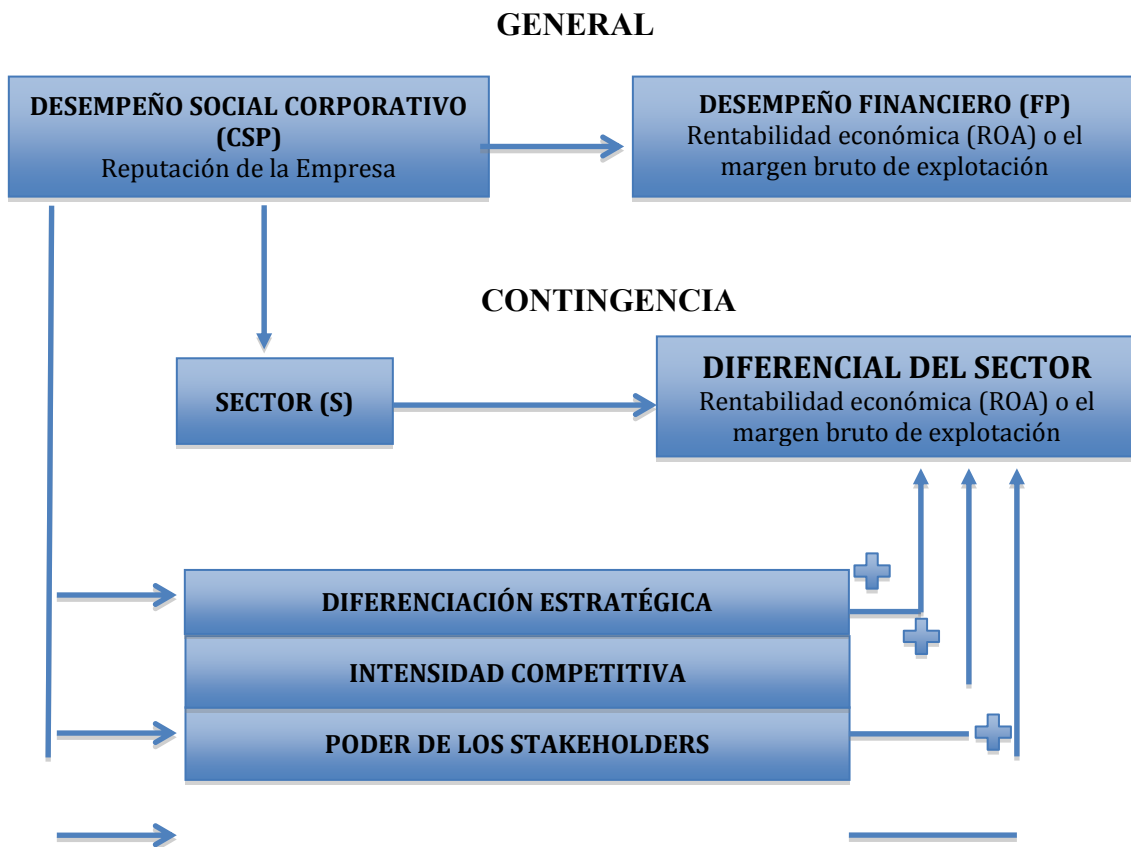 GENERAL
DESEMPEÑO SOCIAL CORPORATIVO
(CSP)
Reputación de la Empresa
DESEMPEÑO FINANCIERO (FP)
Rentabilidad económica (ROA) o el
margen bruto de explotación
CONTINGENCIA
SECTOR (S)
DIFERENCIAL DEL SECTOR
Rentabilidad económica (ROA) o el
margen bruto de explotación
DIFERENCIACIÓN ESTRATÉGICA
INTENSIDAD COMPETITIVA
PODER DE LOS STAKEHOLDERS